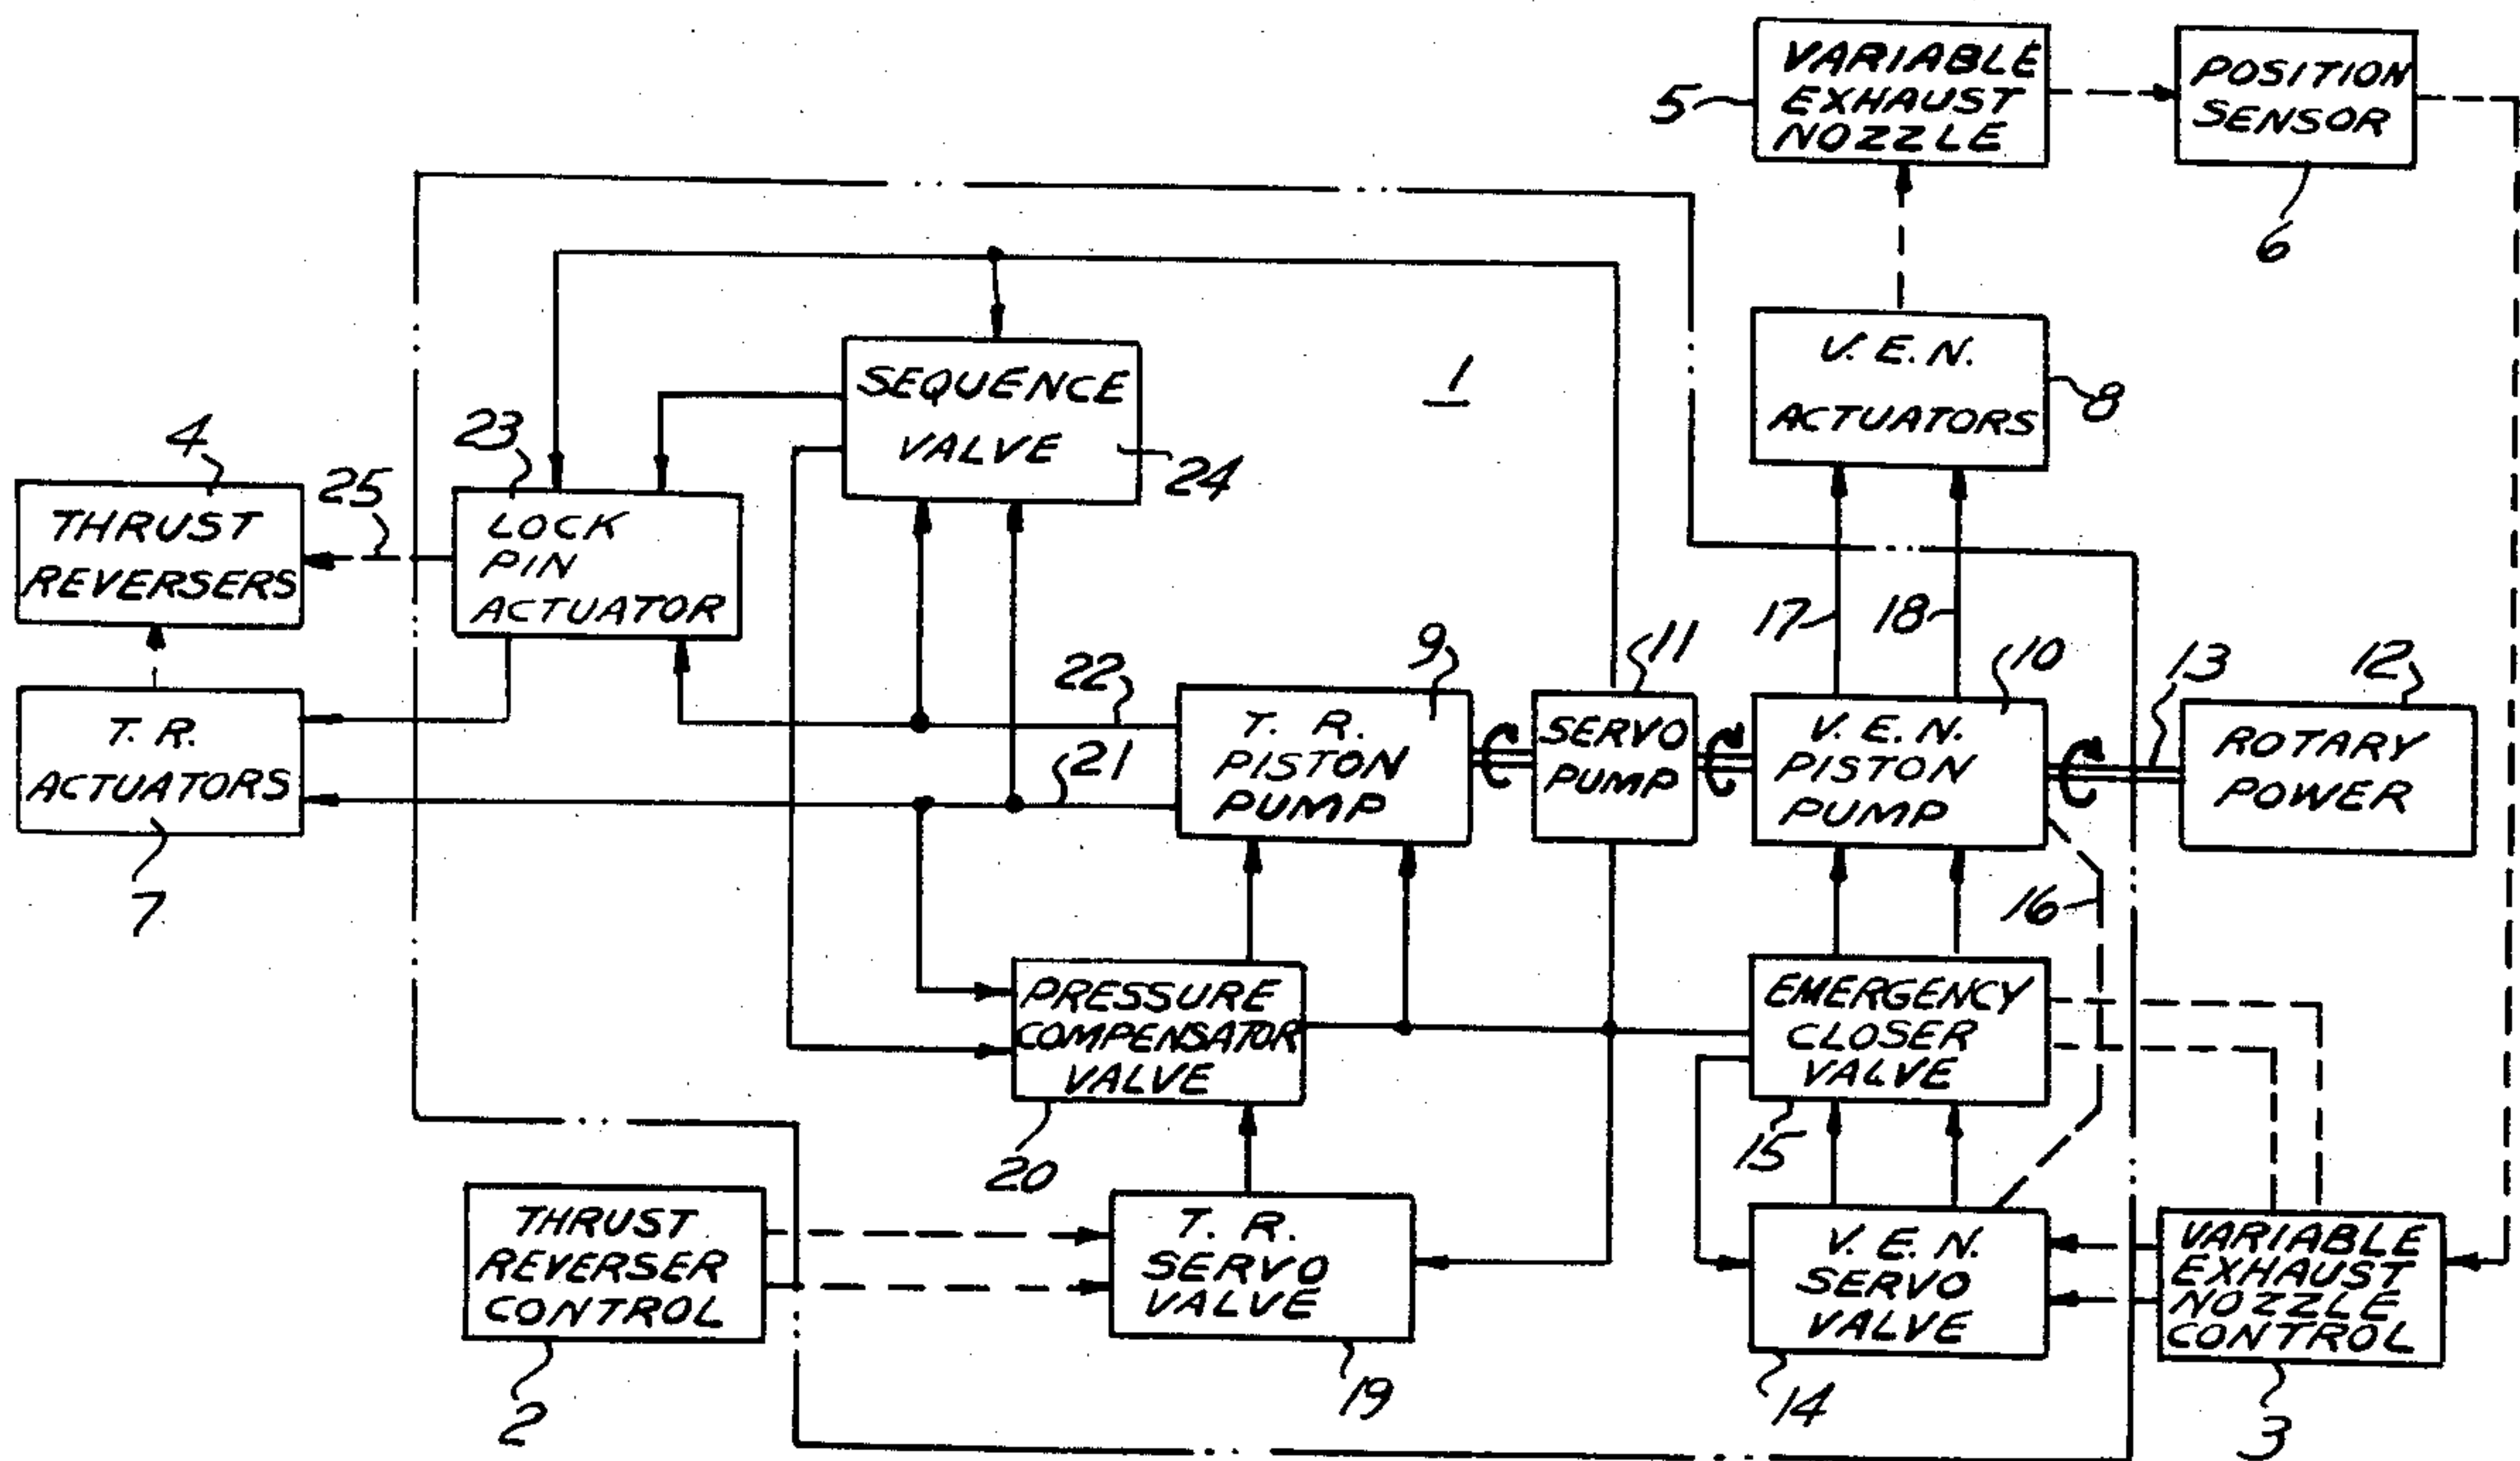 VARIABLE
EXHAUST
NOZZLE
5
POSITION
SENSOR
6
V. E. N.
ACTUATORS
8
SEQUENCE
VALVE
24
1
4
THRUST
REVERSERS
25
23
LOCK
PIN
ACTUATOR
17
18
T. R.
ACTUATORS
7
22
21
9
T. R.
PISTON
PUMP
11
SERVO
PUMP
10
V. E. N.
PISTON
PUMP
13
12
ROTARY
POWER
16
PRESSURE
COMPENSATOR
VALVE
20
EMERGENCY
CLOSER
VALVE
15
THRUST
REVERSER
CONTROL
2
T. R.
SERVO
VALVE
19
V. E. N.
SERVO
VALVE
14
VARIABLE
EXHAUST
NOZZLE
CONTROL
3